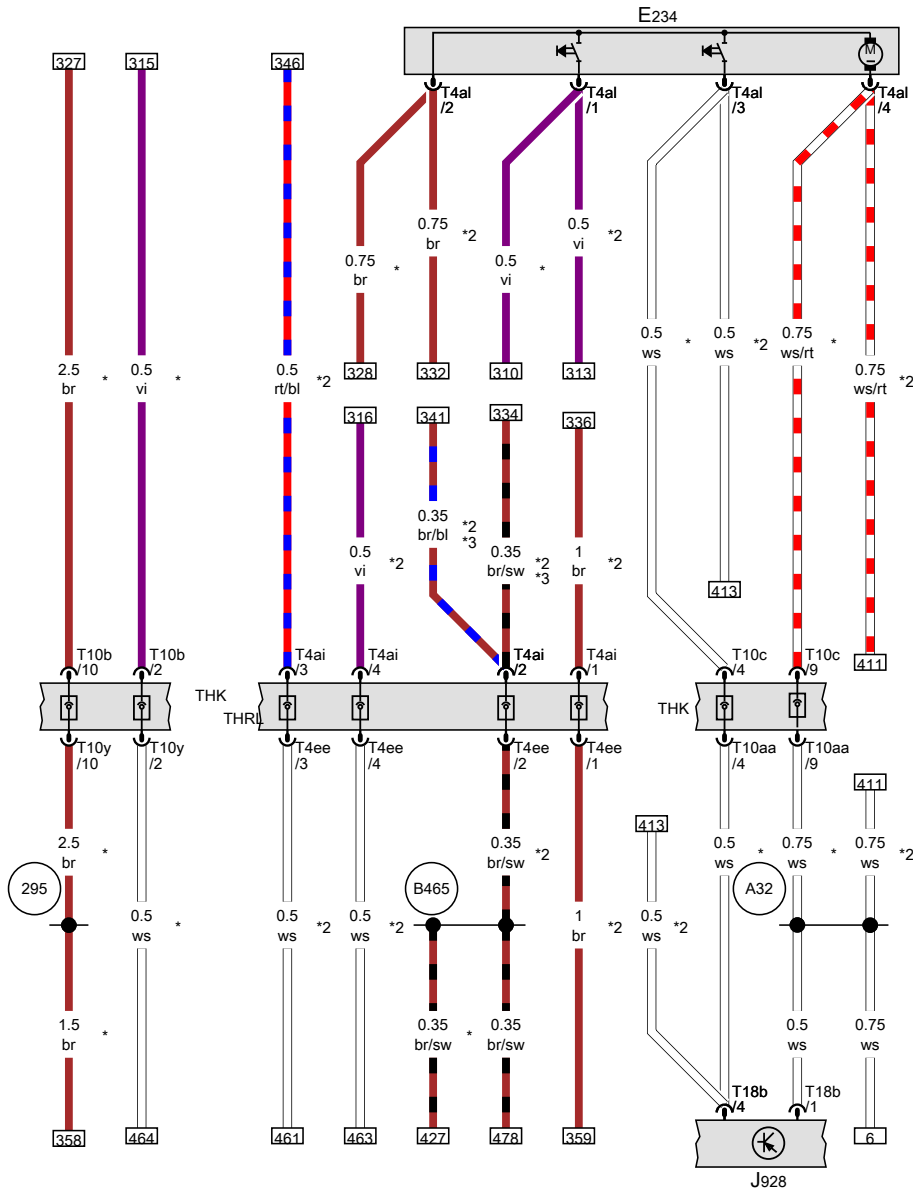 E234
327
315
346
T4al
/2
T4al
/1
T4al
/3
M
T4al
/4
0.75
br
*
0.75
br
*2
0.5
vi
*
0.5
vi
*2
2.5
br
*
0.5
vi
*
0.5
rt/bl
*2
328
332
310
313
0.5
ws
*
0.5
ws
*2
0.75
ws/rt
*
0.75
ws/rt
*2
316
341
334
336
0.5
vi
*2
0.35
br/bl
*2
*3
0.35
br/sw
*2
*3
1
br
*2
413
411
T10b
/10
T10b
/2
T4ai
/3
T4ai
/4
T4ai
/2
T4ai
/1
T10c
/4
T10c
/9
THK
THRL
THK
T10y
/10
T10y
/2
T4ee
/3
T4ee
/4
T4ee
/2
T4ee
/1
T10aa
/4
T10aa
/9
411
413
2.5
br
*
0.35
br/sw
*2
0.5
ws
*
0.75
ws
*
0.75
ws
*2
295
B465
A32
0.5
ws
*
0.5
ws
*2
0.5
ws
*2
1
br
*2
0.5
ws
*2
1.5
br
*
0.35
br/sw
*
0.35
br/sw
0.5
ws
0.75
ws
T18b
/4
T18b
/1
358
464
461
463
427
478
359
6
J928